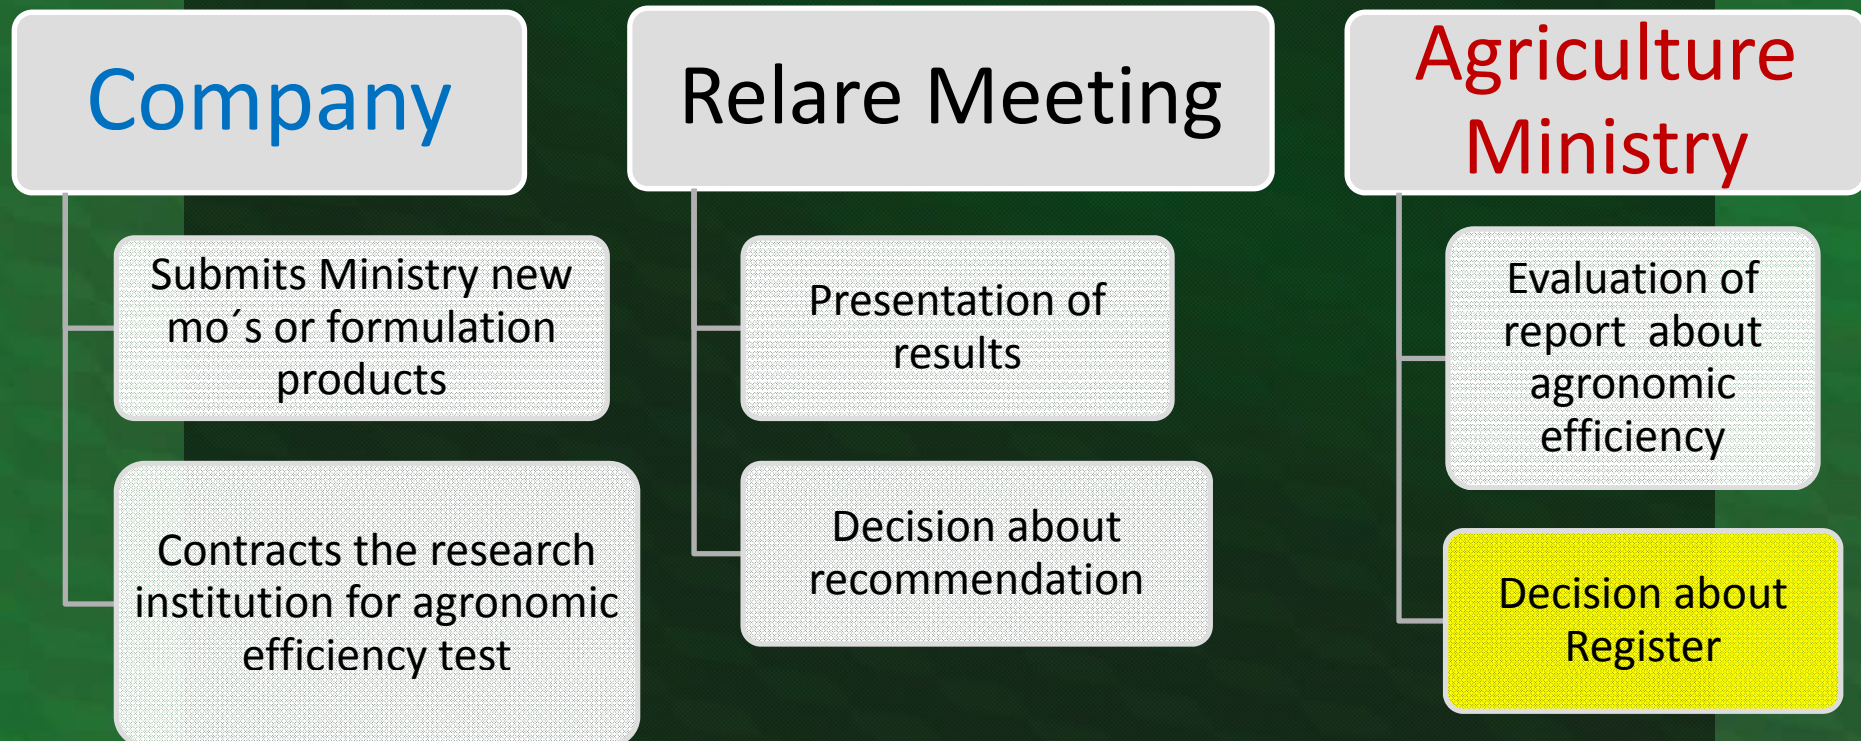 Company
Submits Ministry new
mo´s or formulation
products
Contracts the research
institution for agronomic
efficiency test
Relare Meeting
Presentation of
results
Decision about
recommendation
Agriculture
Ministry
Evaluation of
report about
agronomic
efficiency
Decision about
Register